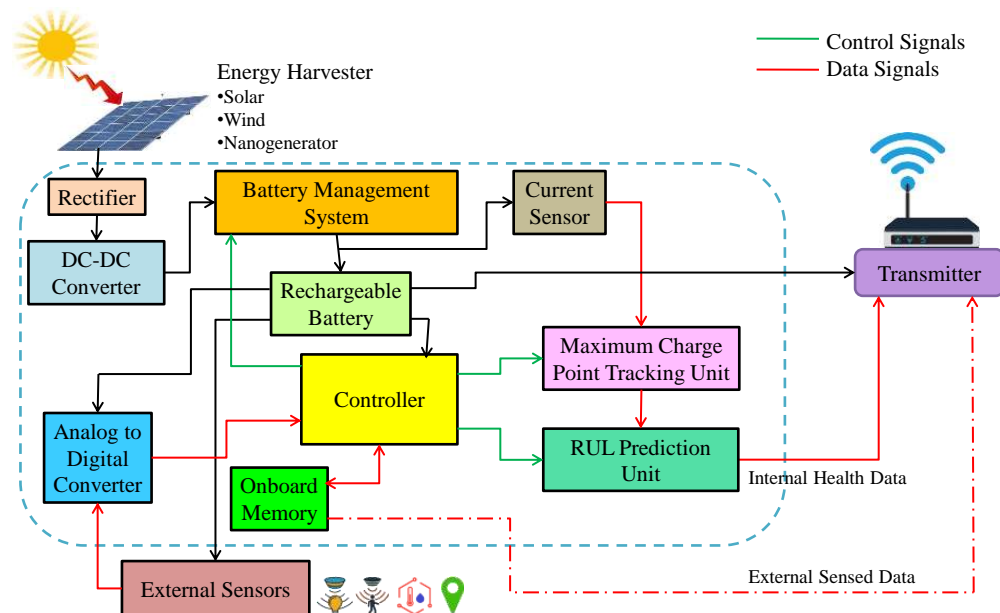 Control Signals
Data Signals
Energy Harvester
•Solar
•Wind
•Nanogenerator
Rectifier
Battery Management
System
Current
Sensor
DC-DC
Converter
Transmitter
Rechargeable
Battery
Maximum Charge
Point Tracking Unit
Controller
Analog to
Digital
Converter
RUL Prediction
Unit
Internal Health Data
Onboard
Memory
External Sensed Data
External Sensors